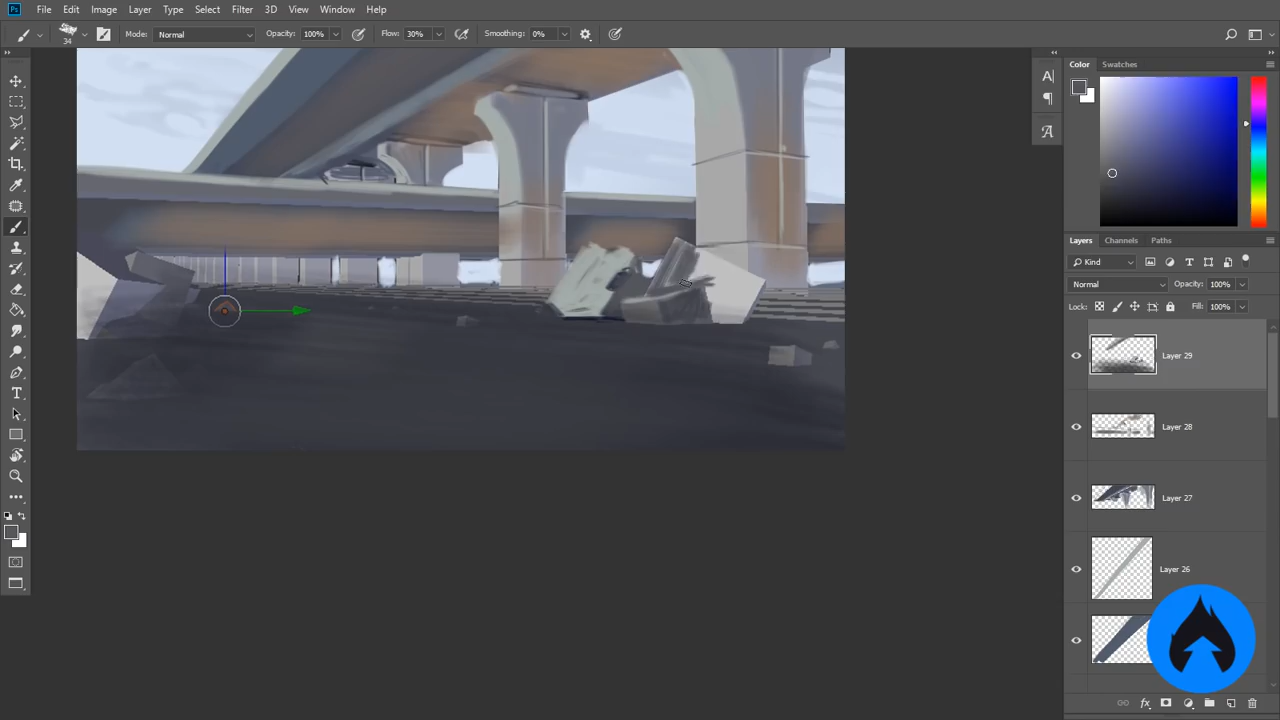 Ps File Edit Image Layer Type Select Filter 3D View Window Help
34 Mode: Normal Opacity: 100% Flow: 30% Smoothing: 0%
Color Swatches
Layers Channels Paths
Kind
Normal Opacity: 100%
Lock: Fill: 100%
Layer 29
Layer 28
Layer 27
Layer 26